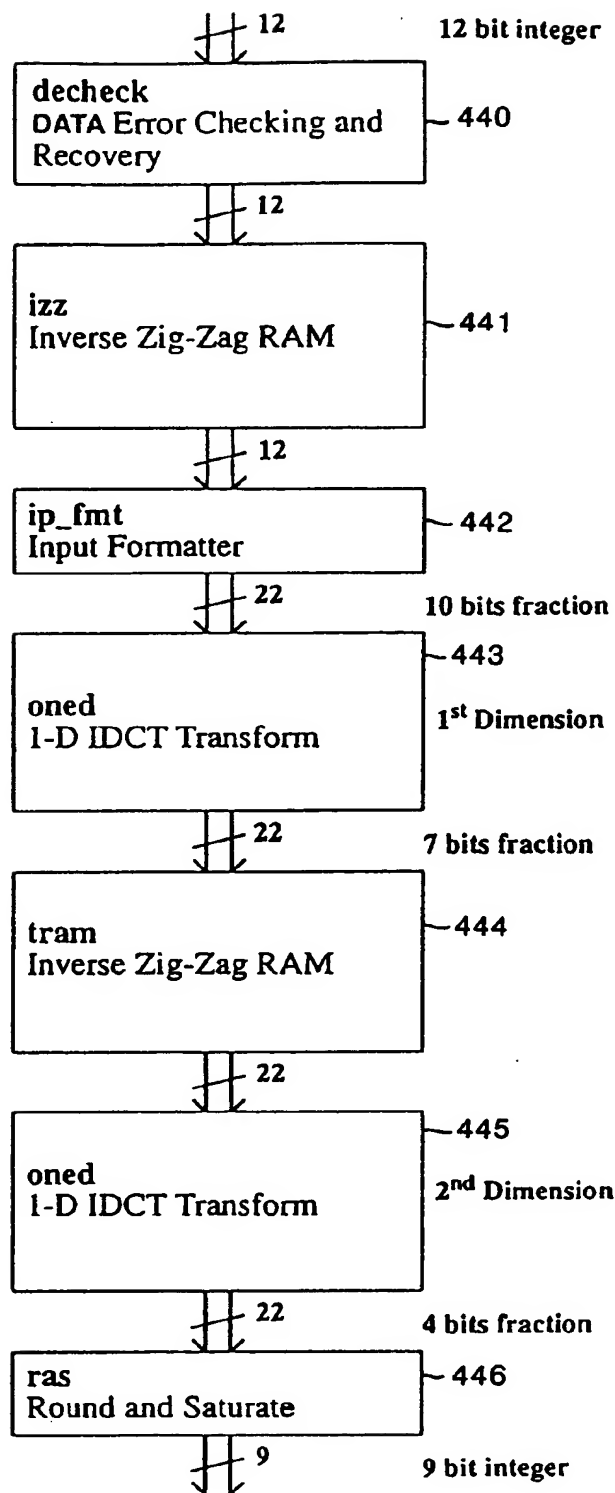 12
12 bit integer
decheck
DATA Error Checking and
Recovery
440
12
izz
Inverse Zig-Zag RAM
441
12
ip_fmt
Input Formatter
442
22
10 bits fraction
443
oned
1-D IDCT Transform
1st Dimension
22
7 bits fraction
tram
Inverse Zig-Zag RAM
444
22
445
oned
1-D IDCT Transform
2nd Dimension
22
4 bits fraction
ras
Round and Saturate
446
9
9 bit integer